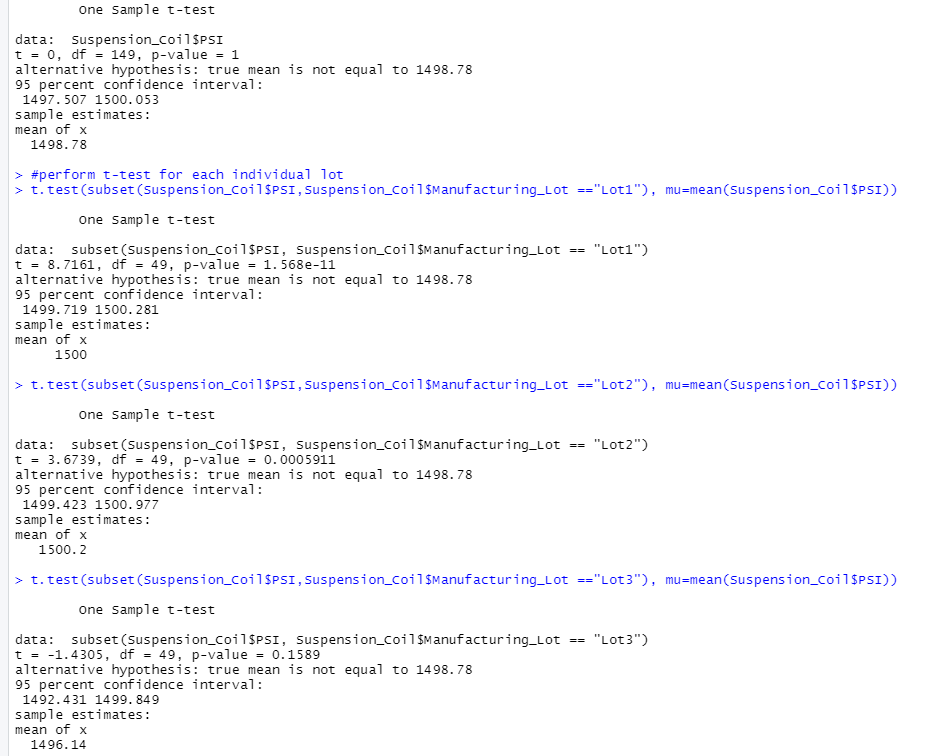 One Sample t-test
data:  Suspension_Coil$PSI
t = 0, df = 149, p-value = 1
alternative hypothesis: true mean is not equal to 1498.78
95 percent confidence interval:
 1497.507 1500.053
sample estimates:
mean of x
  1498.78
> #perform t-test for each individual lot
> t.test(subset(Suspension_Coil$PSI,Suspension_Coil$Manufacturing_Lot =="Lot1"), mu=mean(Suspension_Coil$PSI))
One Sample t-test
data:  subset(Suspension_Coil$PSI, Suspension_Coil$Manufacturing_Lot == "Lot1")
t = 8.7161, df = 49, p-value = 1.568e-11
alternative hypothesis: true mean is not equal to 1498.78
95 percent confidence interval:
 1499.719 1500.281
sample estimates:
mean of x
     1500
> t.test(subset(Suspension_Coil$PSI,Suspension_Coil$Manufacturing_Lot =="Lot2"), mu=mean(Suspension_Coil$PSI))
One Sample t-test
data:  subset(Suspension_Coil$PSI, Suspension_Coil$Manufacturing_Lot == "Lot2")
t = 3.6739, df = 49, p-value = 0.0005911
alternative hypothesis: true mean is not equal to 1498.78
95 percent confidence interval:
 1499.423 1500.977
sample estimates:
mean of x
   1500.2
> t.test(subset(Suspension_Coil$PSI,Suspension_Coil$Manufacturing_Lot =="Lot3"), mu=mean(Suspension_Coil$PSI))
One Sample t-test
data:  subset(Suspension_Coil$PSI, Suspension_Coil$Manufacturing_Lot == "Lot3")
t = -1.4305, df = 49, p-value = 0.1589
alternative hypothesis: true mean is not equal to 1498.78
95 percent confidence interval:
 1492.431 1499.849
sample estimates:
mean of x
  1496.14